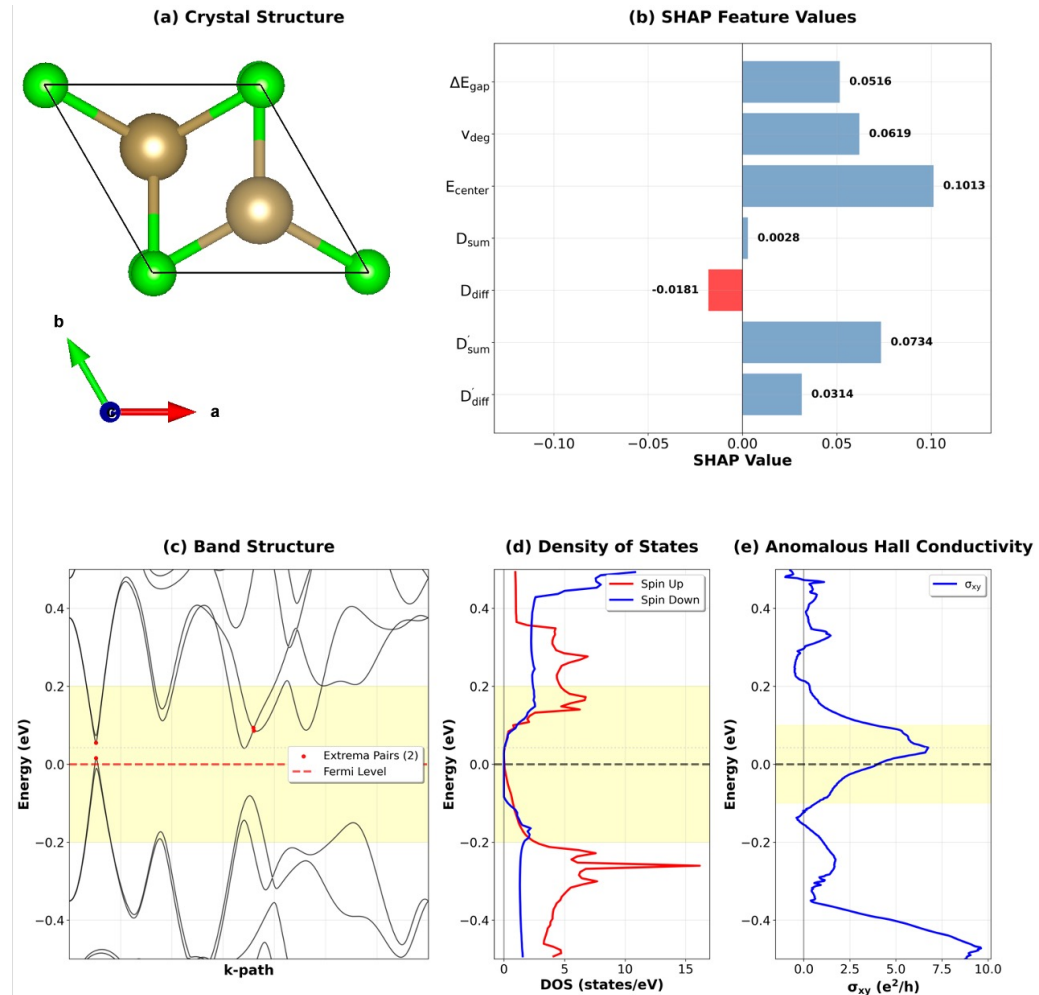 (a) Crystal Structure
b
c
a
(b) SHAP Feature Values
ΔE_gap
v_deg
E_center
D_sum
D_diff
D'_sum
D'_diff
0.0516
0.0619
0.1013
0.0028
-0.0181
0.0734
0.0314
−0.10
−0.05
0.00
0.05
0.10
SHAP Value
(c) Band Structure
Energy (eV)
0.4
0.2
0.0
−0.2
−0.4
Extrema Pairs (2)
Fermi Level
k-path
(d) Density of States
Energy (eV)
0.4
0.2
0.0
−0.2
−0.4
Spin Up
Spin Down
0
5
10
15
DOS (states/eV)
(e) Anomalous Hall Conductivity
Energy (eV)
0.4
0.2
0.0
−0.2
−0.4
σ_xy
0.0
2.5
5.0
7.5
10.0
σ_xy (e²/h)